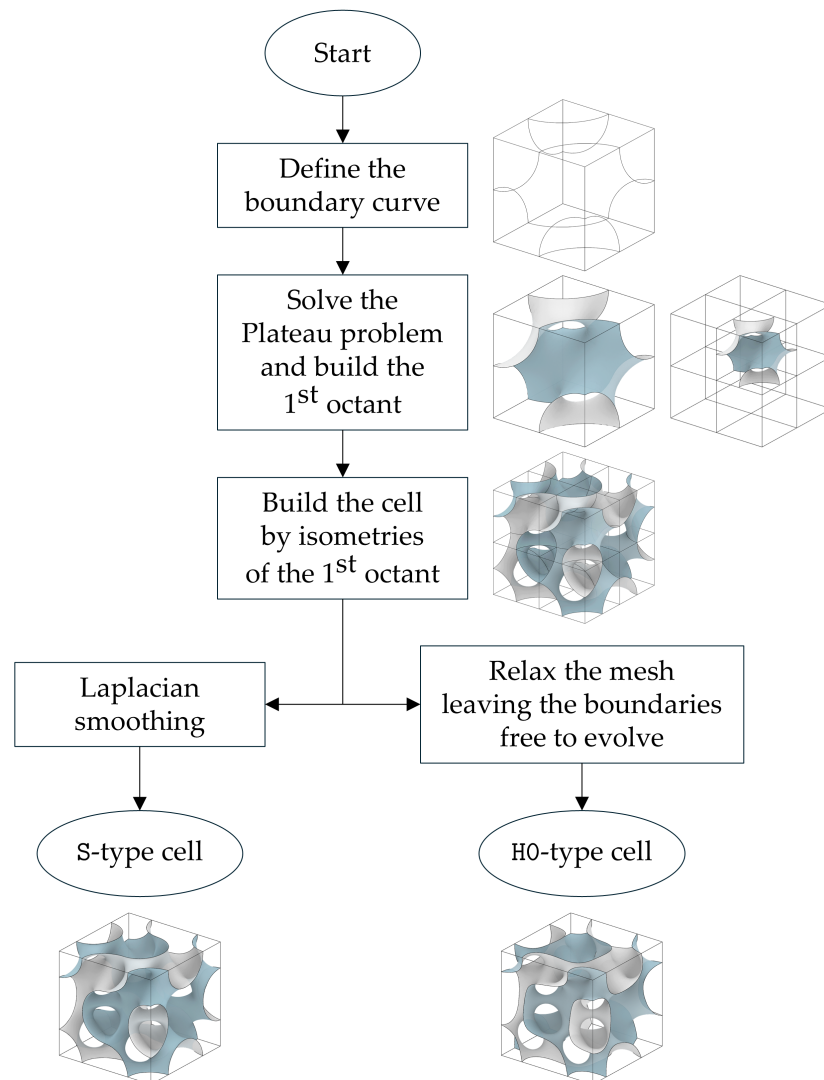 Start
Define the
boundary curve
Solve the
Plateau problem
and build the
1st octant
Build the cell
by isometries
of the 1st octant
Laplacian
smoothing
Relax the mesh
leaving the boundaries
free to evolve
S-type cell
HO-type cell